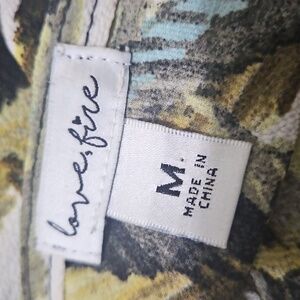 love, fire
M
MADE IN
CHINA